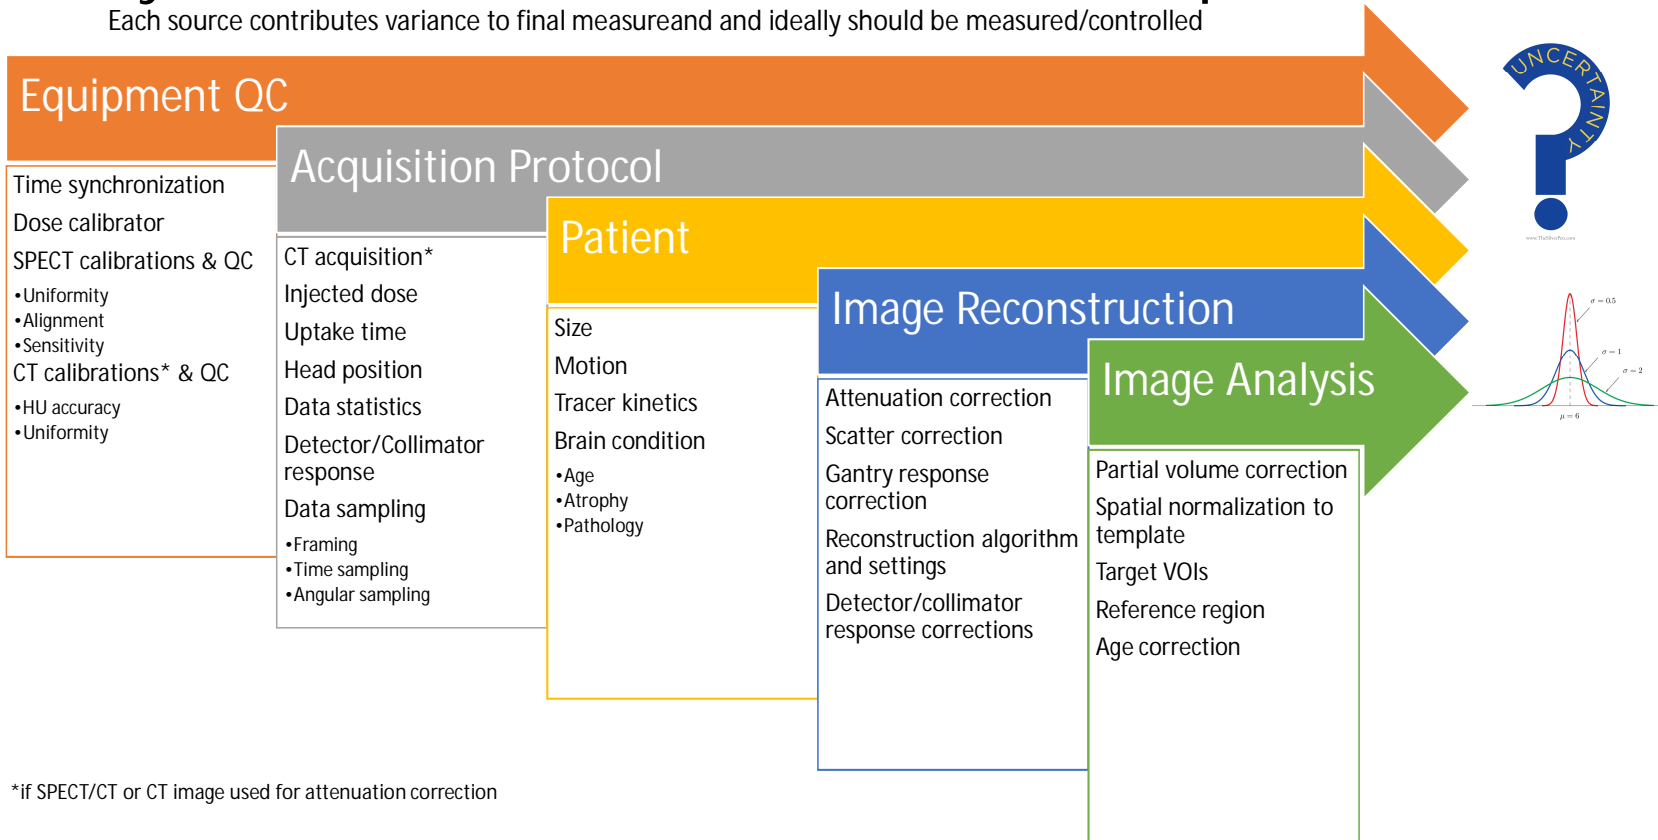 Each source contributes variance to final measureand and ideally should be measured/controlled
Equipment QC
Time synchronization
Dose calibrator
SPECT calibrations & QC
•Uniformity
•Alignment
•Sensitivity
CT calibrations* & QC
•HU accuracy
•Uniformity
Acquisition Protocol
CT acquisition*
Injected dose
Uptake time
Head position
Data statistics
Detector/Collimator
response
Data sampling
•Framing
•Time sampling
•Angular sampling
Patient
Size
Motion
Tracer kinetics
Brain condition
•Age
•Atrophy
•Pathology
Image Reconstruction
Attenuation correction
Scatter correction
Gantry response
correction
Reconstruction algorithm
and settings
Detector/collimator
response corrections
Image Analysis
Partial volume correction
Spatial normalization to
template
Target VOIs
Reference region
Age correction
UNCERTAINTY
σ = 0.5
σ = 1
σ = 2
μ = 6
*if SPECT/CT or CT image used for attenuation correction